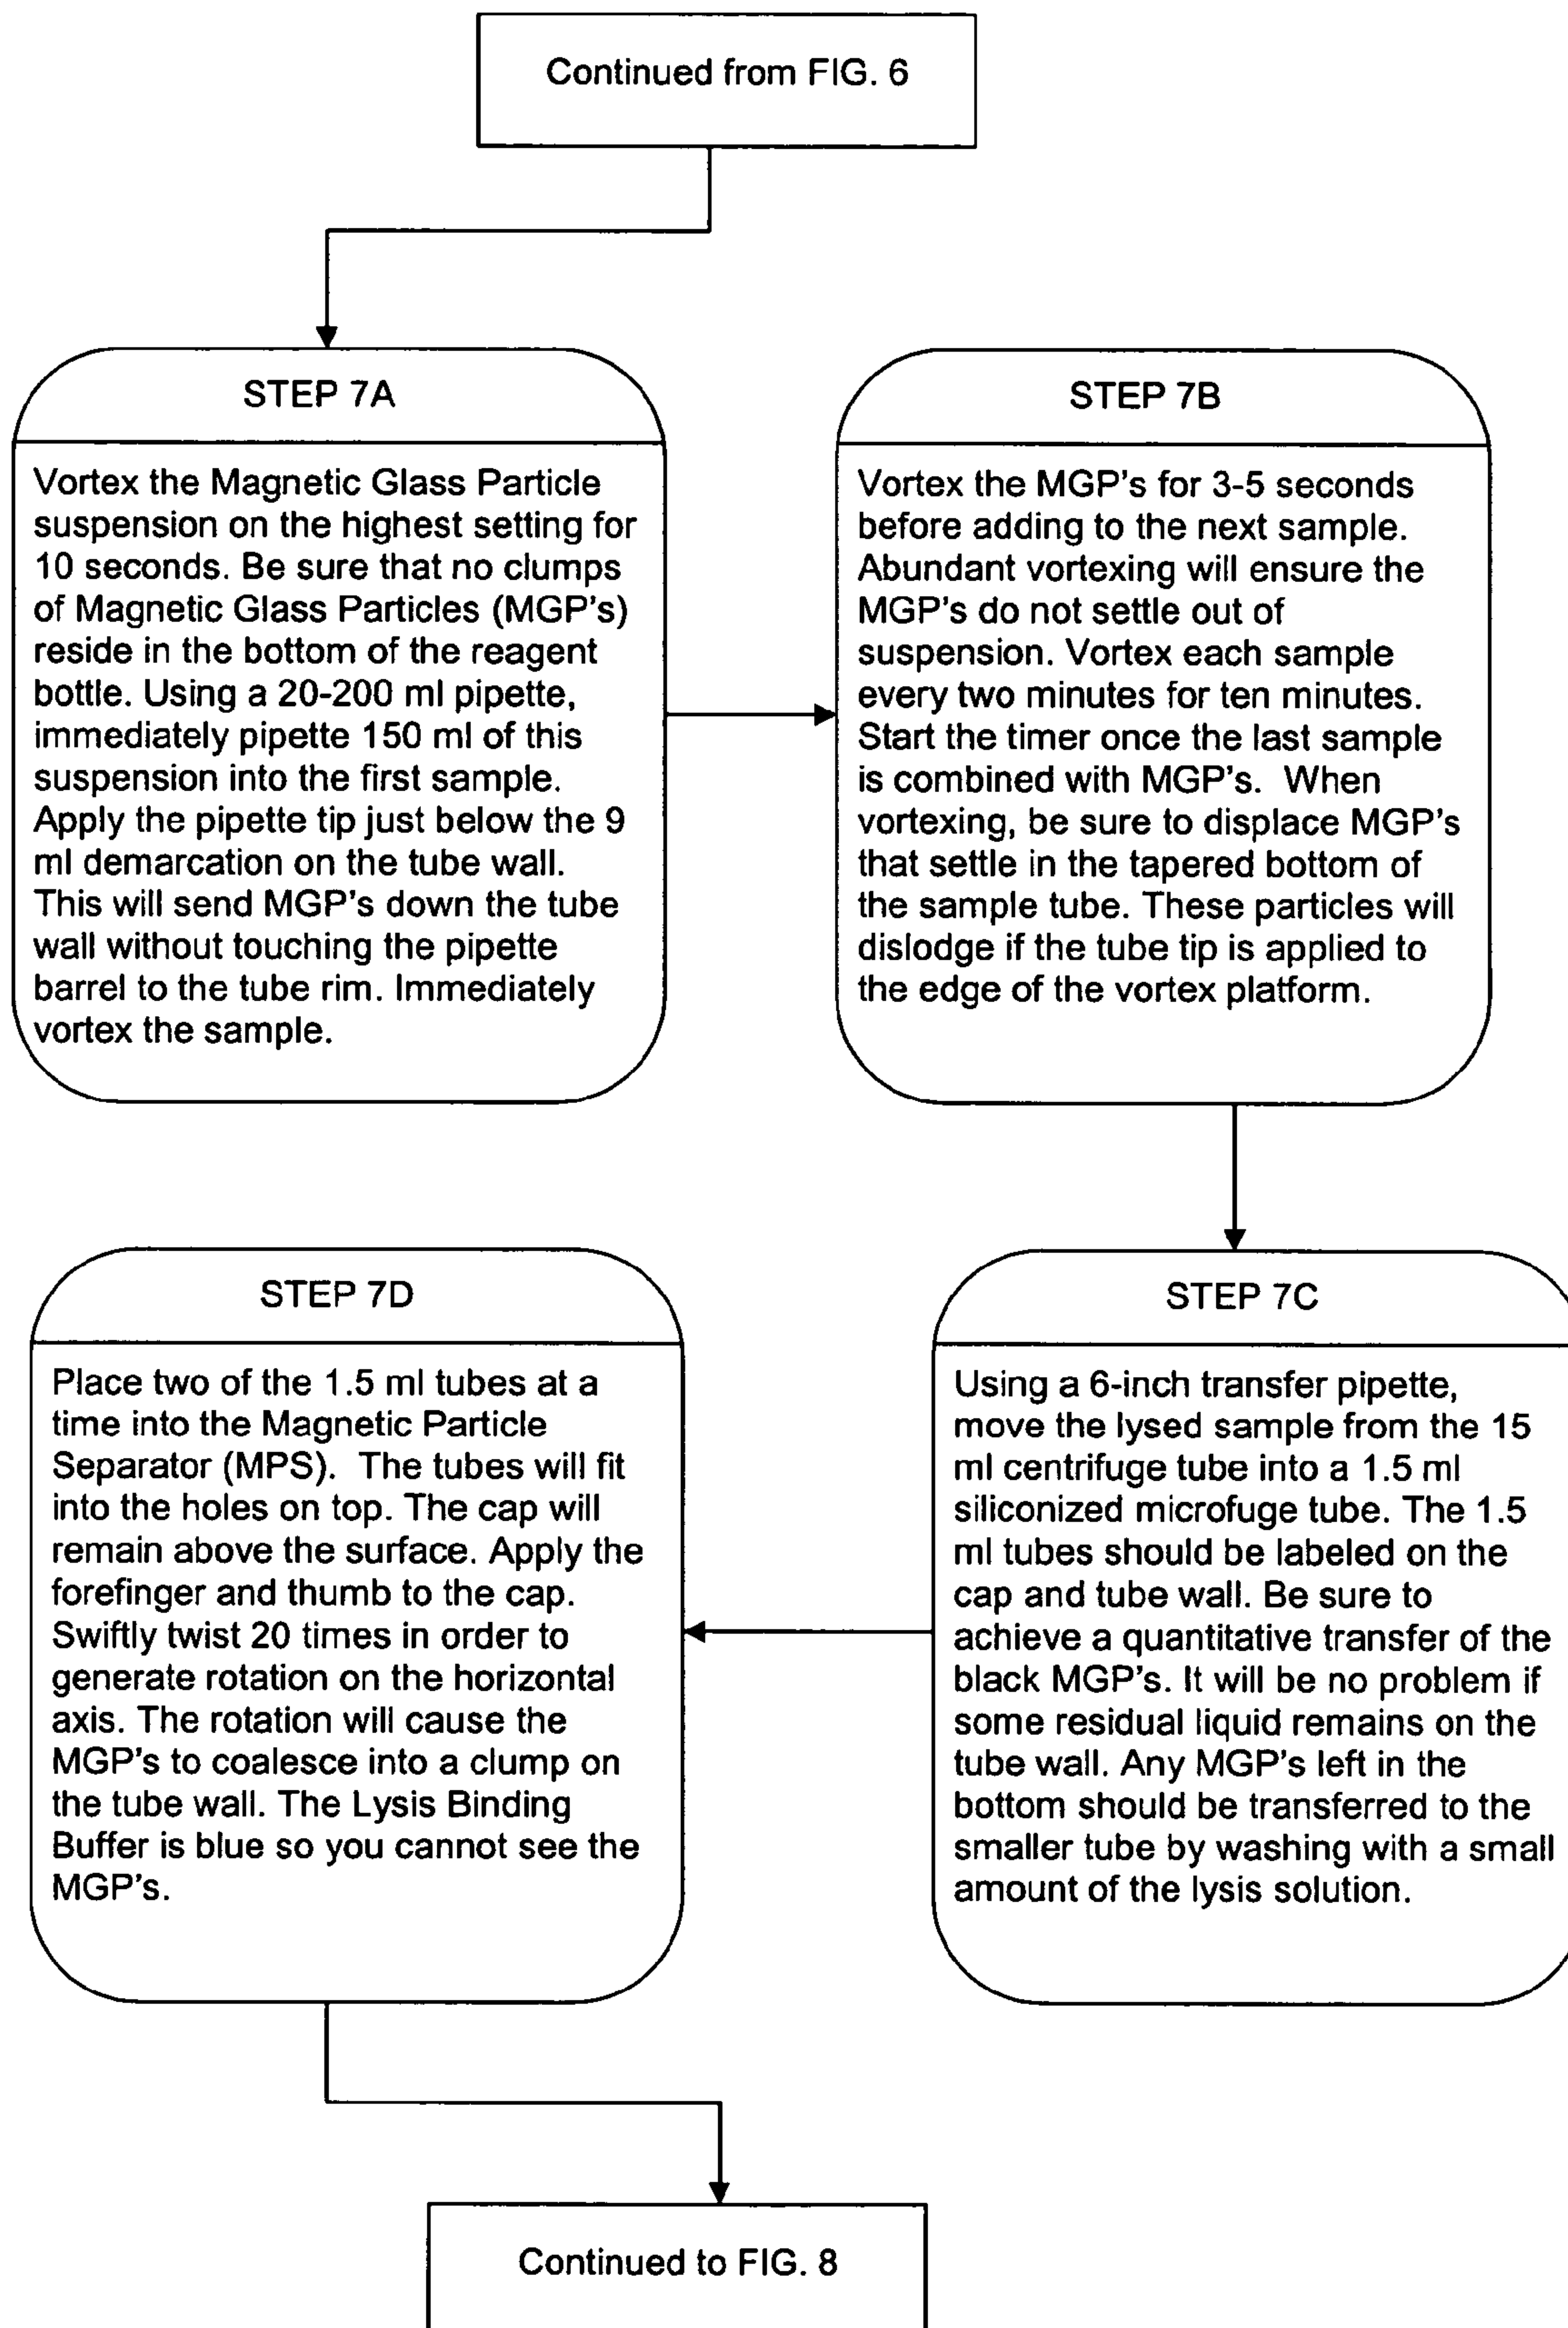 Continued from FIG. 6
STEP 7A
Vortex the Magnetic Glass Particle
suspension on the highest setting for
10 seconds. Be sure that no clumps
of Magnetic Glass Particles (MGP's)
reside in the bottom of the reagent
bottle. Using a 20-200 ml pipette,
immediately pipette 150 ml of this
suspension into the first sample.
Apply the pipette tip just below the 9
ml demarcation on the tube wall.
This will send MGP's down the tube
wall without touching the pipette
barrel to the tube rim. Immediately
vortex the sample.
STEP 7B
Vortex the MGP's for 3-5 seconds
before adding to the next sample.
Abundant vortexing will ensure the
MGP's do not settle out of
suspension. Vortex each sample
every two minutes for ten minutes.
Start the timer once the last sample
is combined with MGP's. When
vortexing, be sure to displace MGP's
that settle in the tapered bottom of
the sample tube. These particles will
dislodge if the tube tip is applied to
the edge of the vortex platform.
STEP 7C
Using a 6-inch transfer pipette,
move the lysed sample from the 15
ml centrifuge tube into a 1.5 ml
siliconized microfuge tube. The 1.5
ml tubes should be labeled on the
cap and tube wall. Be sure to
achieve a quantitative transfer of the
black MGP's. It will be no problem if
some residual liquid remains on the
tube wall. Any MGP's left in the
bottom should be transferred to the
smaller tube by washing with a small
amount of the lysis solution.
STEP 7D
Place two of the 1.5 ml tubes at a
time into the Magnetic Particle
Separator (MPS). The tubes will fit
into the holes on top. The cap will
remain above the surface. Apply the
forefinger and thumb to the cap.
Swiftly twist 20 times in order to
generate rotation on the horizontal
axis. The rotation will cause the
MGP's to coalesce into a clump on
the tube wall. The Lysis Binding
Buffer is blue so you cannot see the
MGP's.
Continued to FIG. 8